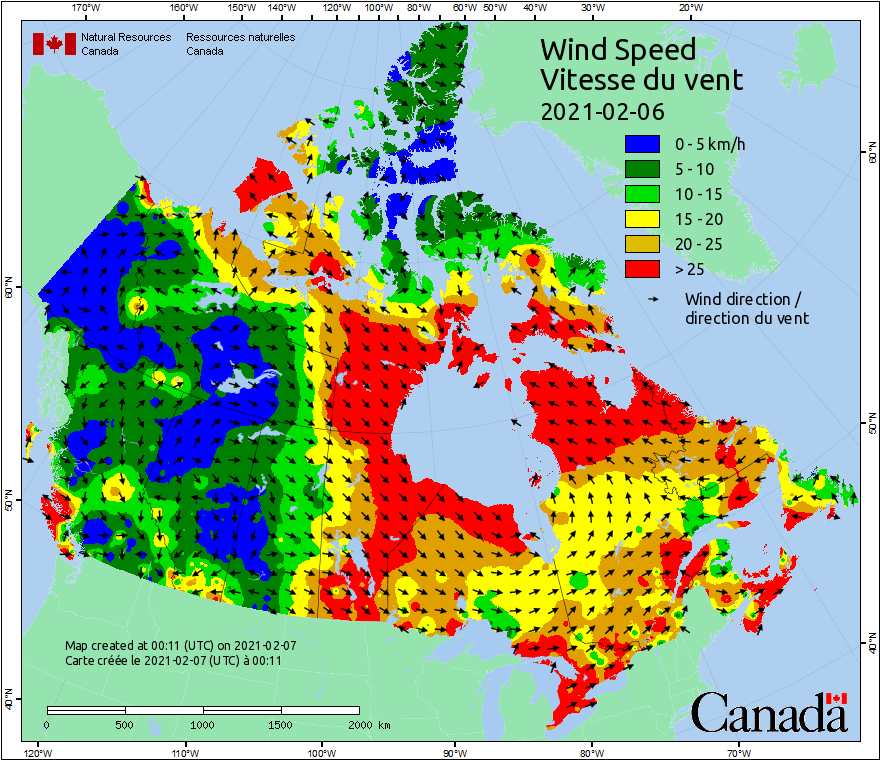 170°W 160°W 150°W 140°W 120°W 110°W 100°W 80°W 60°W 50°W 40°W 30°W 20°W
Natural Resources Ressources naturelles
Canada Canada
Wind Speed
Vitesse du vent
2021-02-06
0 - 5 km/h
5 - 10
10 - 15
15 - 20
20 - 25
> 25
Wind direction /
direction du vent
60°N 60°N
50°N 50°N
40°N 40°N
Map created at 00:11 (UTC) on 2021-02-07
Carte créée le 2021-02-07 (UTC) à 00:11
0 500 1000 1500 2000 km
Canada
120°W 110°W 100°W 90°W 80°W 70°W